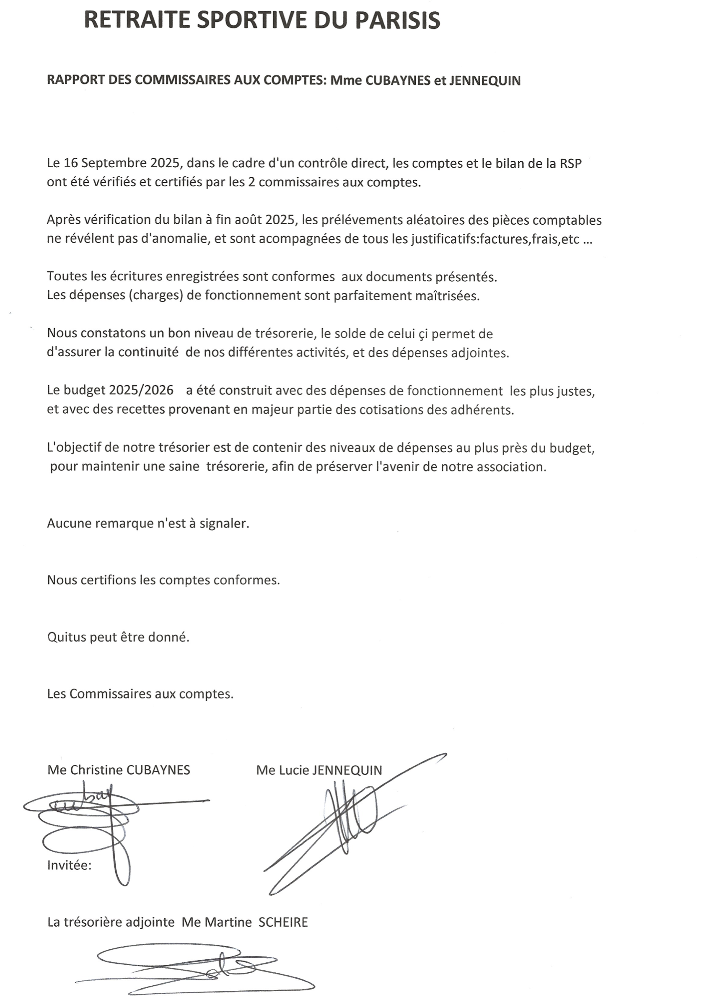 RETRAITE SPORTIVE DU PARISIS
RAPPORT DES COMMISSAIRES AUX COMPTES: Mme CUBAYNES et JENNEQUIN
Le 16 Septembre 2025, dans le cadre d'un contrôle direct, les comptes et le bilan de la RSP
ont été vérifiés et certifiés par les 2 commissaires aux comptes.
Après vérification du bilan à fin août 2025, les prélévements aléatoires des pièces comptables
ne révélent pas d'anomalie, et sont acompagnées de tous les justificatifs:factures,frais,etc ...
Toutes les écritures enregistrées sont conformes  aux documents présentés.
Les dépenses (charges) de fonctionnement sont parfaitement maîtrisées.
Nous constatons un bon niveau de trésorerie, le solde de celui çi permet de
d'assurer la continuité  de nos différentes activités, et des dépenses adjointes.
Le budget 2025/2026   a été construit avec des dépenses de fonctionnement  les plus justes,
et avec des recettes provenant en majeur partie des cotisations des adhérents.
L'objectif de notre trésorier est de contenir des niveaux de dépenses au plus près du budget,
pour maintenir une saine  trésorerie, afin de préserver l'avenir de notre association.
Aucune remarque n'est à signaler.
Nous certifions les comptes conformes.
Quitus peut être donné.
Les Commissaires aux comptes.
Me Christine CUBAYNES Me Lucie JENNEQUIN
Invitée:
La trésorière adjointe  Me Martine  SCHEIRE